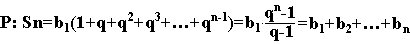 P: Sn=b₁(1+q+q²+q³+…+qⁿ⁻¹)=b₁·(qⁿ-1)/(q-1)=b₁+b₂+…+bₙ